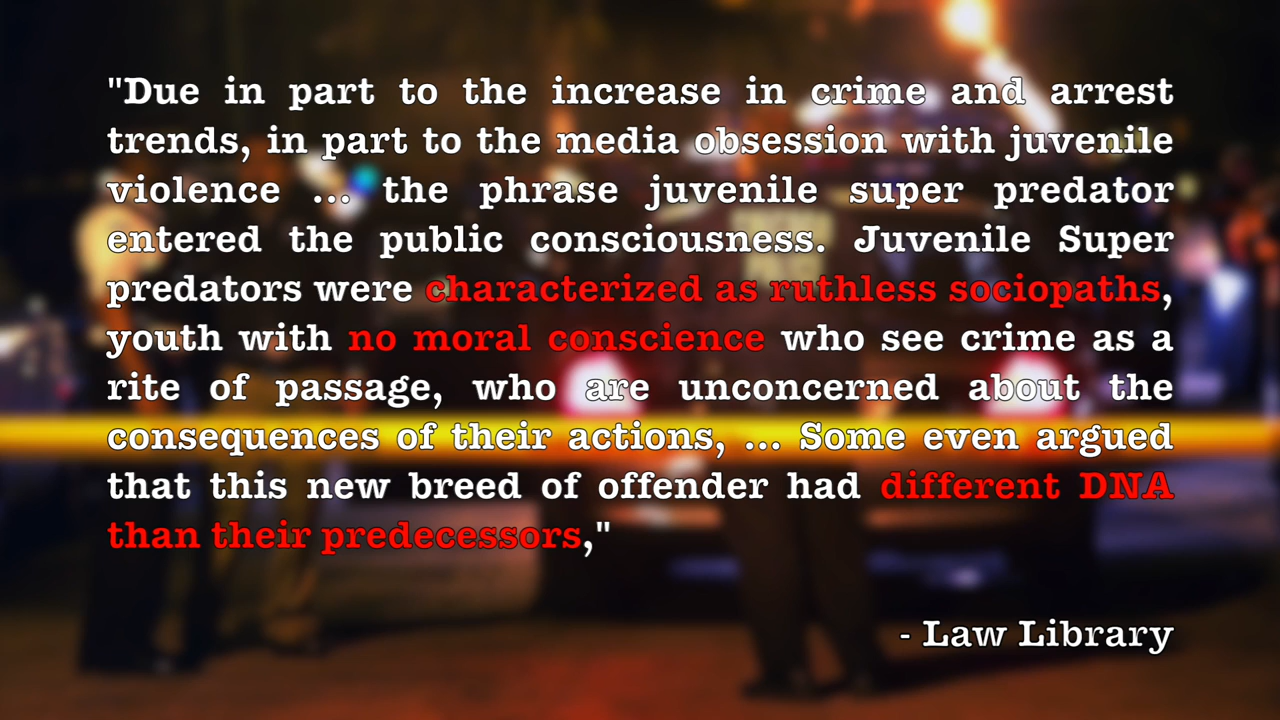 "Due in part to the increase in crime and arrest
trends, in part to the media obsession with juvenile
violence ... the phrase juvenile super predator
entered the public consciousness. Juvenile Super
predators were characterized as ruthless sociopaths,
youth with no moral conscience who see crime as a
rite of passage, who are unconcerned about the
consequences of their actions, ... Some even argued
that this new breed of offender had different DNA
than their predecessors,"
- Law Library